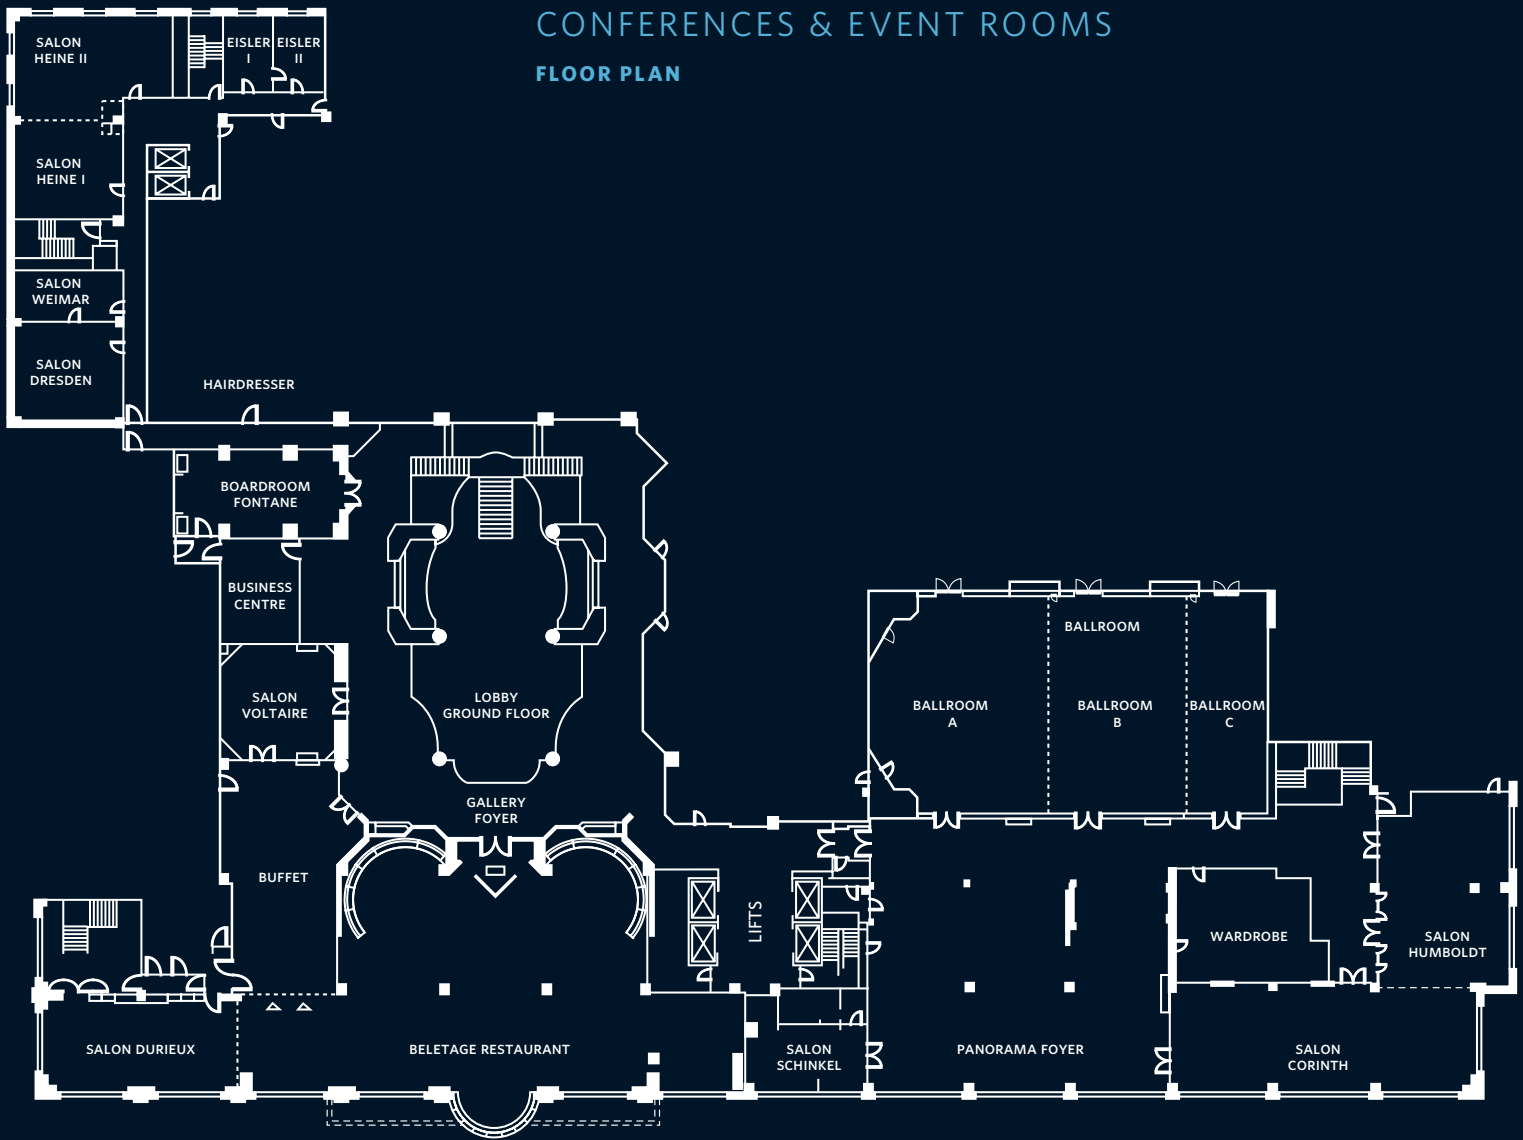 CONFERENCES & EVENT ROOMS
FLOOR PLAN
SALON
HEINE II
EISLER
I
EISLER
II
SALON
HEINE I
SALON
WEIMAR
SALON
DRESDEN
HAIRDRESSER
BOARDROOM
FONTANE
BUSINESS
CENTRE
SALON
VOLTAIRE
LOBBY
GROUND FLOOR
GALLERY
FOYER
BUFFET
LIFTS
BALLROOM
BALLROOM
A
BALLROOM
B
BALLROOM
C
WARDROBE
SALON
HUMBOLDT
SALON DURIEUX
BELETAGE RESTAURANT
SALON
SCHINKEL
PANORAMA FOYER
SALON
CORINTH